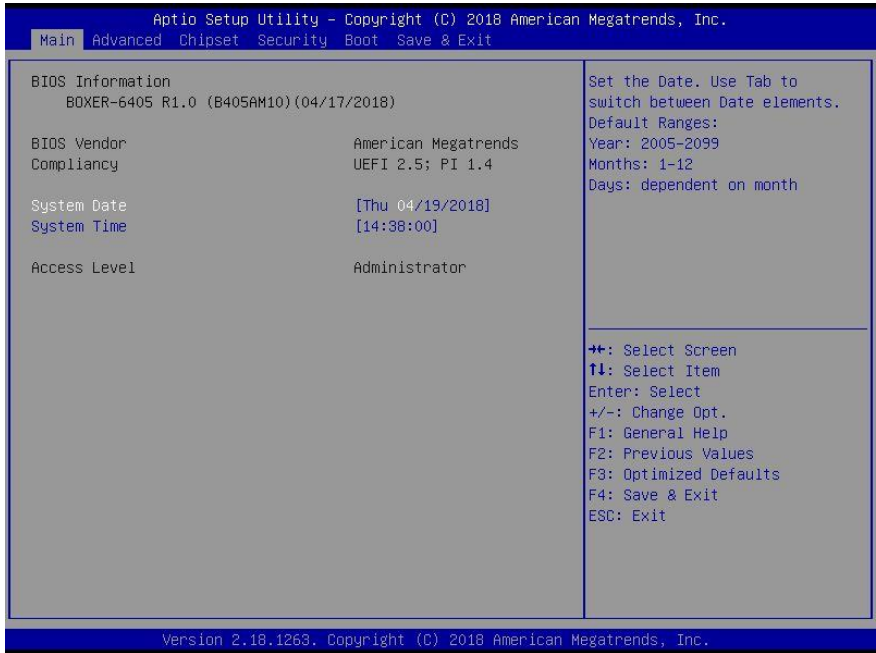 Aptio Setup Utility – Copyright (C) 2018 American Megatrends, Inc.
Main Advanced Chipset Security Boot Save & Exit
BIOS Information
BOXER-6405 R1.0 (B405AM10)(04/17/2018)
BIOS Vendor American Megatrends
Compliancy UEFI 2.5; PI 1.4
System Date [Thu 04/19/2018]
System Time [14:38:00]
Access Level Administrator
Set the Date. Use Tab to
switch between Date elements.
Default Ranges:
Year: 2005-2099
Months: 1-12
Days: dependent on month
→←: Select Screen
↑↓: Select Item
Enter: Select
+/-: Change Opt.
F1: General Help
F2: Previous Values
F3: Optimized Defaults
F4: Save & Exit
ESC: Exit
Version 2.18.1263. Copyright (C) 2018 American Megatrends, Inc.